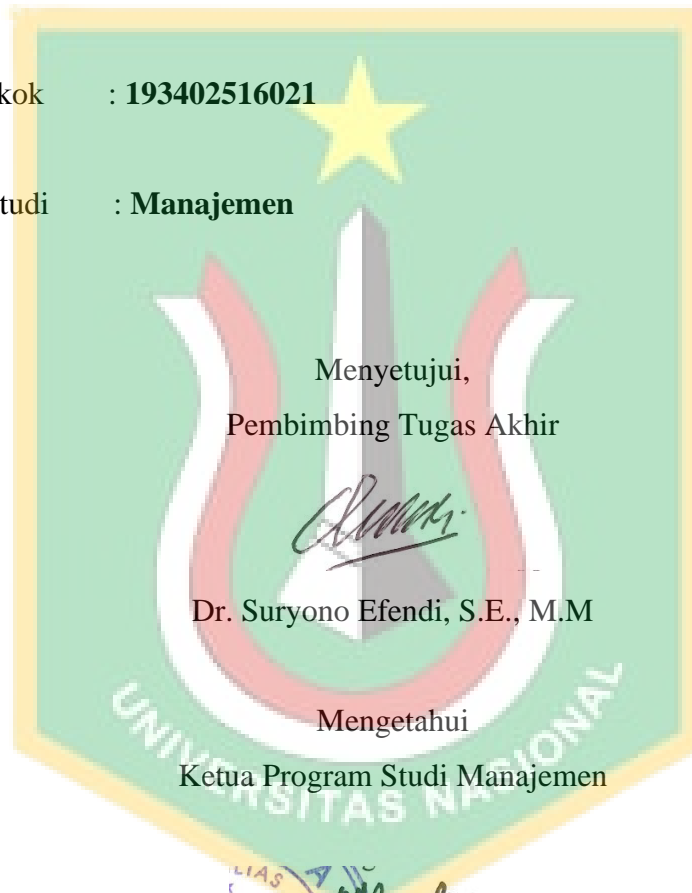 kok : 193402516021
tudi : Manajemen
Menyetujui,
Pembimbing Tugas Akhir
Dr. Suryono Efendi, S.E., M.M
Mengetahui
Ketua Program Studi Manajemen
UNIVERSITAS NASIONAL